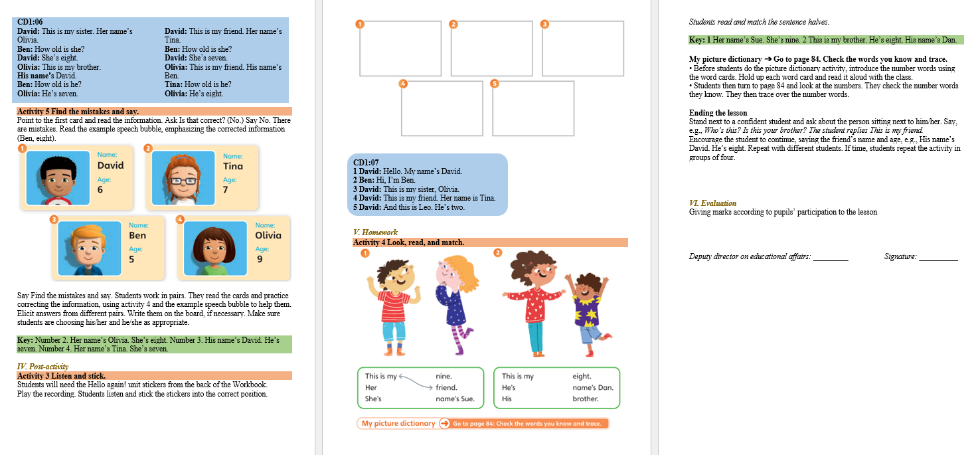 CD1:06
David: This is my sister. Her name's
Olivia.
Ben: How old is she?
David: She's eight.
Olivia: This is my brother.
His name's David.
Ben: How old is he?
Olivia: He's seven.
David: This is my friend. Her name's
Tina.
Ben: How old is she?
David: She'a seven.
Olivia: This is my friend. His name's
Ben.
Tina: How old is he?
Olivia: He's eight.
Activity 5 Find the mistakes and say.
Point to the first card and read the information. Ask Is that correct? (No.) Say No. There
are mistakes. Read the example speech bubble, emphasizing the corrected information
(Ben, eight).
1
Name:
David
Age:
6
2
Name:
Tina
Age:
7
3
Name:
Ben
Age:
5
4
Name:
Olivia
Age:
9
Say Find the mistakes and say. Students work in pairs. They read the cards and practice
correcting the information, using activity 4 and the example speech bubble to help them.
Elicit answers from different pairs. Write them on the board, if necessary. Make sure
students are choosing his/her and he/she as appropriate.
Key: Number 2. Her name's Olivia. She's eight. Number 3. His name's David. He's
seven. Number 4. Her name's Tina. She's seven.
IV. Post-activity
Activity 3 Listen and stick.
Students will need the Hello again! unit stickers from the back of the Workbook.
Play the recording. Students listen and stick the stickers into the correct position.
1
2
3
4
5
CD1:07
1 David: Hello. My name's David.
2 Ben: Hi, I'm Ben.
3 David: This is my sister, Olivia.
4 David: This is my friend. Her name is Tina.
5 David: And this is Leo. He's two.
V. Homework
Activity 4 Look, read, and match.
1
2
This is my
Her
She's
nine.
friend.
name's Sue.
This is my
He's
His
eight.
name's Dan.
brother.
My picture dictionary → Go to page 84: Check the words you know and trace.
Students read and match the sentence halves.
Key: 1 Her name's Sue. She's nine. 2 This is my brother. He's eight. His name's Dan.
My picture dictionary ➔ Go to page 84. Check the words you know and trace.
• Before students do the picture dictionary activity, introduce the number words using
the word cards. Hold up each word card and read it aloud with the class.
• Students then turn to page 84 and look at the numbers. They check the number words
they know. They then trace over the number words.
Ending the lesson
Stand next to a confident student and ask about the person sitting next to him/her. Say,
e.g., Who's this? Is this your brother? The student replies This is my friend.
Encourage the student to continue, saying the friend's name and age, e.g., His name's
David. He's eight. Repeat with different students. If time, students repeat the activity in
groups of four.
VI. Evaluation
Giving marks according to pupils' participation to the lesson
Deputy director on educational affairs: ________ Signature: _________